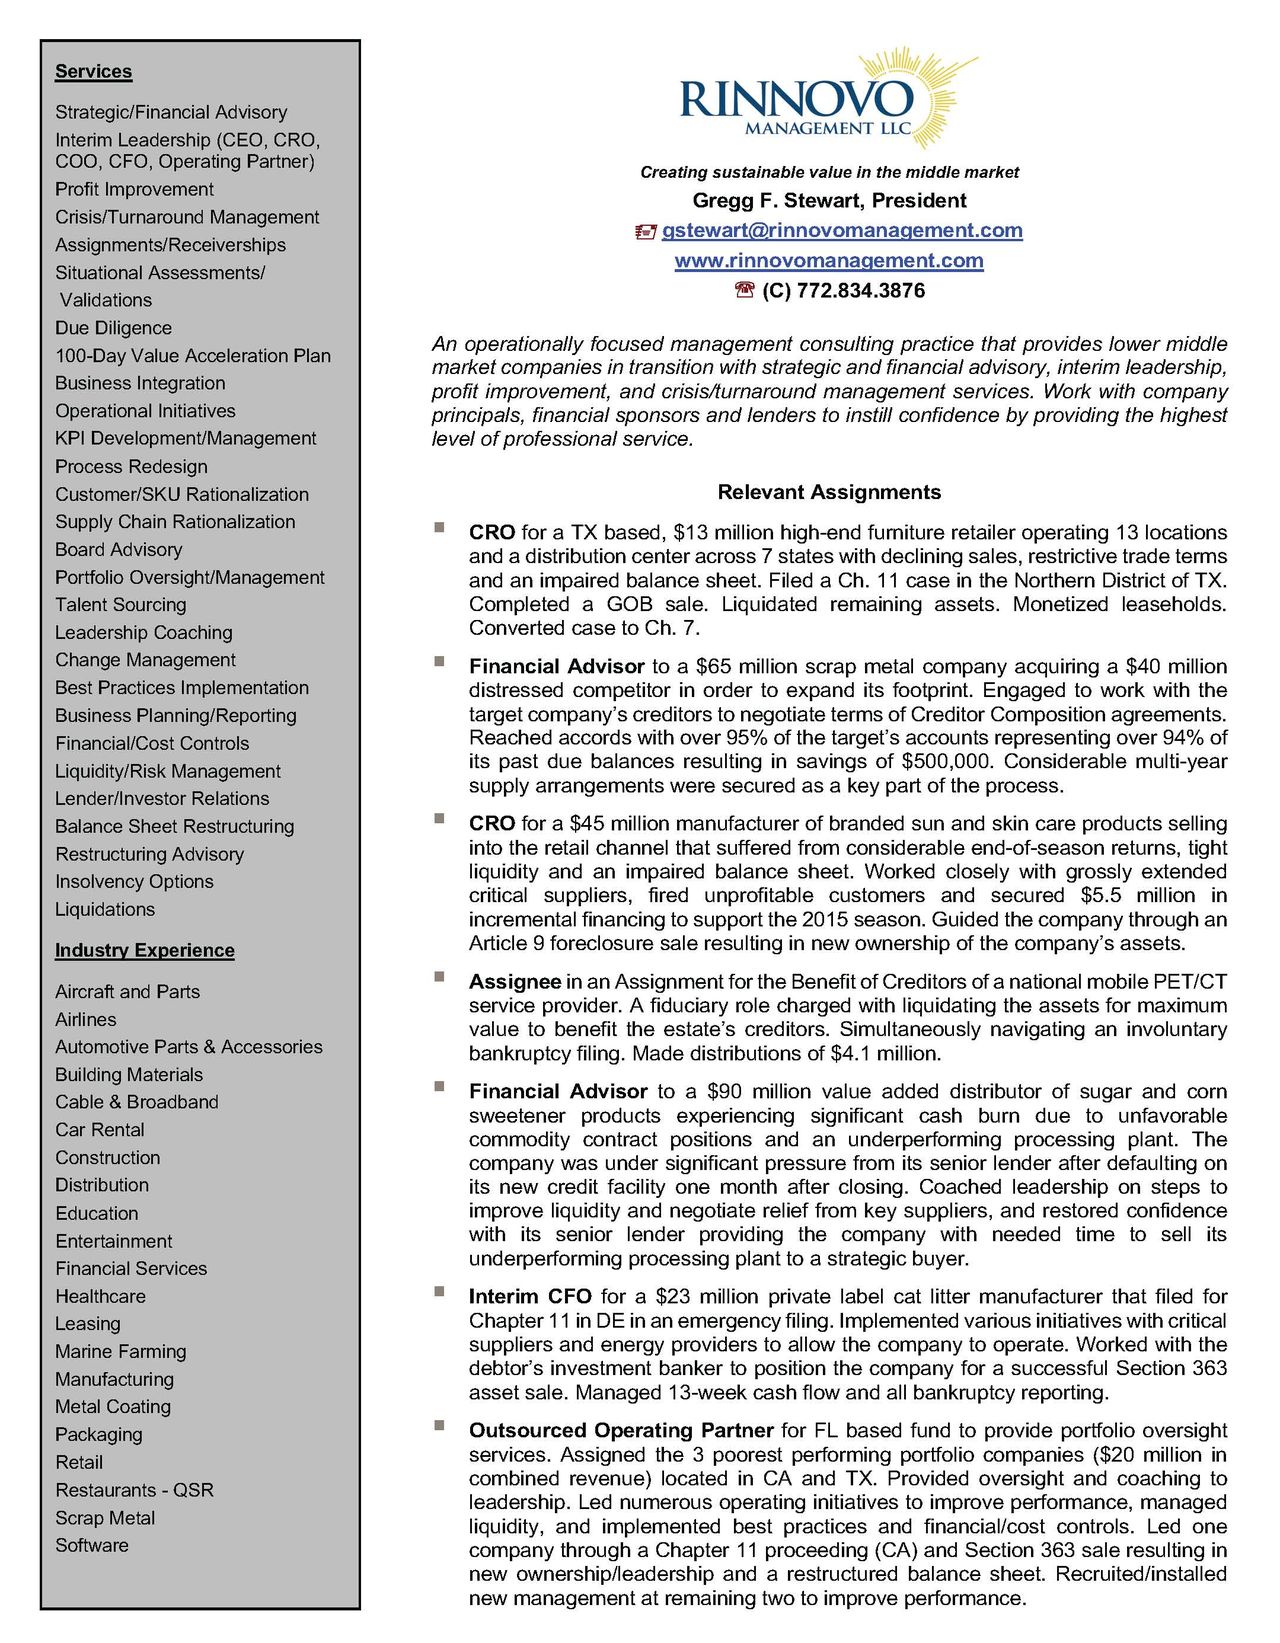 Services
Strategic/Financial Advisory
Interim Leadership (CEO, CRO,
COO, CFO, Operating Partner)
Profit Improvement
Crisis/Turnaround Management
Assignments/Receiverships
Situational Assessments/
Validations
Due Diligence
100-Day Value Acceleration Plan
Business Integration
Operational Initiatives
KPI Development/Management
Process Redesign
Customer/SKU Rationalization
Supply Chain Rationalization
Board Advisory
Portfolio Oversight/Management
Talent Sourcing
Leadership Coaching
Change Management
Best Practices Implementation
Business Planning/Reporting
Financial/Cost Controls
Liquidity/Risk Management
Lender/Investor Relations
Balance Sheet Restructuring
Restructuring Advisory
Insolvency Options
Liquidations
Industry Experience
Aircraft and Parts
Airlines
Automotive Parts & Accessories
Building Materials
Cable & Broadband
Car Rental
Construction
Distribution
Education
Entertainment
Financial Services
Healthcare
Leasing
Marine Farming
Manufacturing
Metal Coating
Packaging
Retail
Restaurants - QSR
Scrap Metal
Software
RINNOVO
MANAGEMENT LLC
Creating sustainable value in the middle market
Gregg F. Stewart, President
gstewart@rinnovomanagement.com
www.rinnovomanagement.com
(C) 772.834.3876
An operationally focused management consulting practice that provides lower middle
market companies in transition with strategic and financial advisory, interim leadership,
profit improvement, and crisis/turnaround management services. Work with company
principals, financial sponsors and lenders to instill confidence by providing the highest
level of professional service.
Relevant Assignments
▪ CRO for a TX based, $13 million high-end furniture retailer operating 13 locations
and a distribution center across 7 states with declining sales, restrictive trade terms
and an impaired balance sheet. Filed a Ch. 11 case in the Northern District of TX.
Completed a GOB sale. Liquidated remaining assets. Monetized leaseholds.
Converted case to Ch. 7.
▪ Financial Advisor to a $65 million scrap metal company acquiring a $40 million
distressed competitor in order to expand its footprint. Engaged to work with the
target company’s creditors to negotiate terms of Creditor Composition agreements.
Reached accords with over 95% of the target’s accounts representing over 94% of
its past due balances resulting in savings of $500,000. Considerable multi-year
supply arrangements were secured as a key part of the process.
▪ CRO for a $45 million manufacturer of branded sun and skin care products selling
into the retail channel that suffered from considerable end-of-season returns, tight
liquidity and an impaired balance sheet. Worked closely with grossly extended
critical suppliers, fired unprofitable customers and secured $5.5 million in
incremental financing to support the 2015 season. Guided the company through an
Article 9 foreclosure sale resulting in new ownership of the company’s assets.
▪ Assignee in an Assignment for the Benefit of Creditors of a national mobile PET/CT
service provider. A fiduciary role charged with liquidating the assets for maximum
value to benefit the estate’s creditors. Simultaneously navigating an involuntary
bankruptcy filing. Made distributions of $4.1 million.
▪ Financial Advisor to a $90 million value added distributor of sugar and corn
sweetener products experiencing significant cash burn due to unfavorable
commodity contract positions and an underperforming processing plant. The
company was under significant pressure from its senior lender after defaulting on
its new credit facility one month after closing. Coached leadership on steps to
improve liquidity and negotiate relief from key suppliers, and restored confidence
with its senior lender providing the company with needed time to sell its
underperforming processing plant to a strategic buyer.
▪ Interim CFO for a $23 million private label cat litter manufacturer that filed for
Chapter 11 in DE in an emergency filing. Implemented various initiatives with critical
suppliers and energy providers to allow the company to operate. Worked with the
debtor’s investment banker to position the company for a successful Section 363
asset sale. Managed 13-week cash flow and all bankruptcy reporting.
▪ Outsourced Operating Partner for FL based fund to provide portfolio oversight
services. Assigned the 3 poorest performing portfolio companies ($20 million in
combined revenue) located in CA and TX. Provided oversight and coaching to
leadership. Led numerous operating initiatives to improve performance, managed
liquidity, and implemented best practices and financial/cost controls. Led one
company through a Chapter 11 proceeding (CA) and Section 363 sale resulting in
new ownership/leadership and a restructured balance sheet. Recruited/installed
new management at remaining two to improve performance.